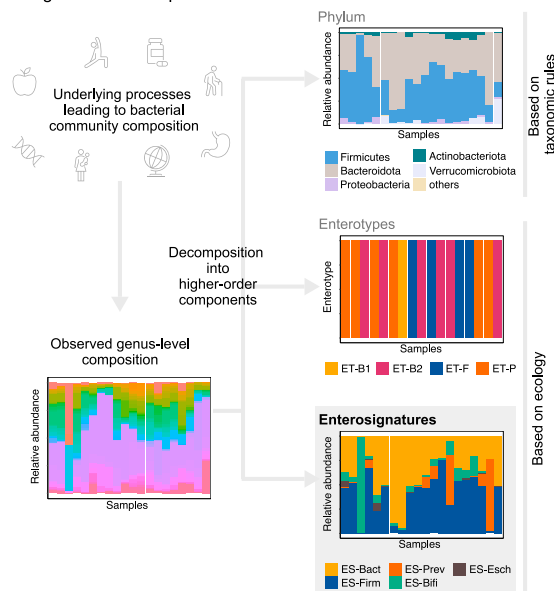 Phylum
Underlying processes
leading to bacterial
community composition
Relative abundance
Samples
Firmicutes
Actinobacteriota
Bacteroidota
Verrucomicrobiota
Proteobacteria
others
Based on
taxonomic rules
Decomposition
into
higher-order
components
Enterotypes
Enterotype
Samples
ET-B1
ET-B2
ET-F
ET-P
Observed genus-level
composition
Relative abundance
Samples
Enterosignatures
Relative abundance
Samples
ES-Bact
ES-Prev
ES-Esch
ES-Firm
ES-Bifi
Based on ecology